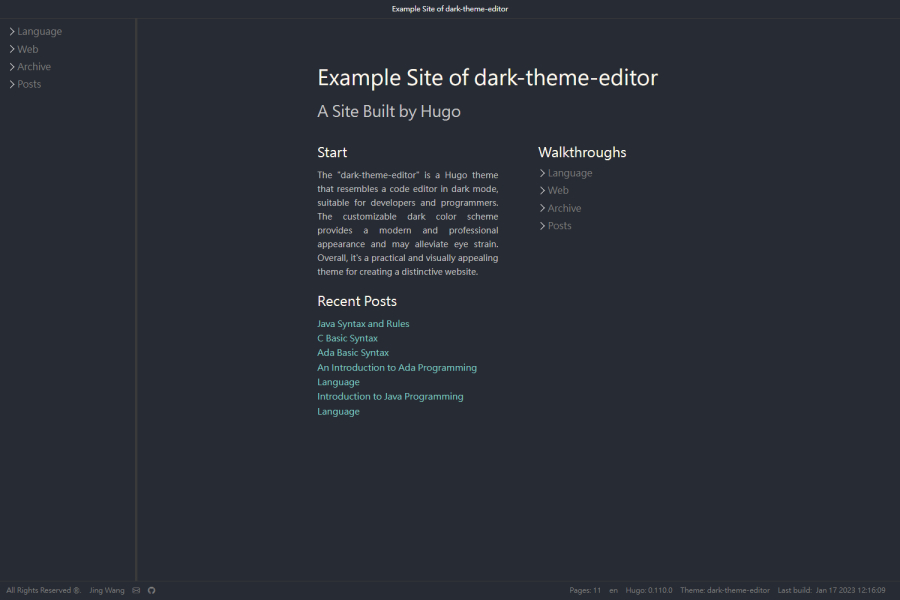 Example Site of dark-theme-editor
Language
Web
Archive
Posts
Example Site of dark-theme-editor
A Site Built by Hugo
Start
The "dark-theme-editor" is a Hugo theme
that resembles a code editor in dark mode,
suitable for developers and programmers.
The customizable dark color scheme
provides a modern and professional
appearance and may alleviate eye strain.
Overall, it's a practical and visually appealing
theme for creating a distinctive website.
Recent Posts
Java Syntax and Rules
C Basic Syntax
Ada Basic Syntax
An Introduction to Ada Programming
Language
Introduction to Java Programming
Language
Walkthroughs
Language
Web
Archive
Posts
All Rights Reserved ®. Jing Wang
Pages: 11 en Hugo: 0.110.0 Theme: dark-theme-editor Last build: Jan 17 2023 12:16:09